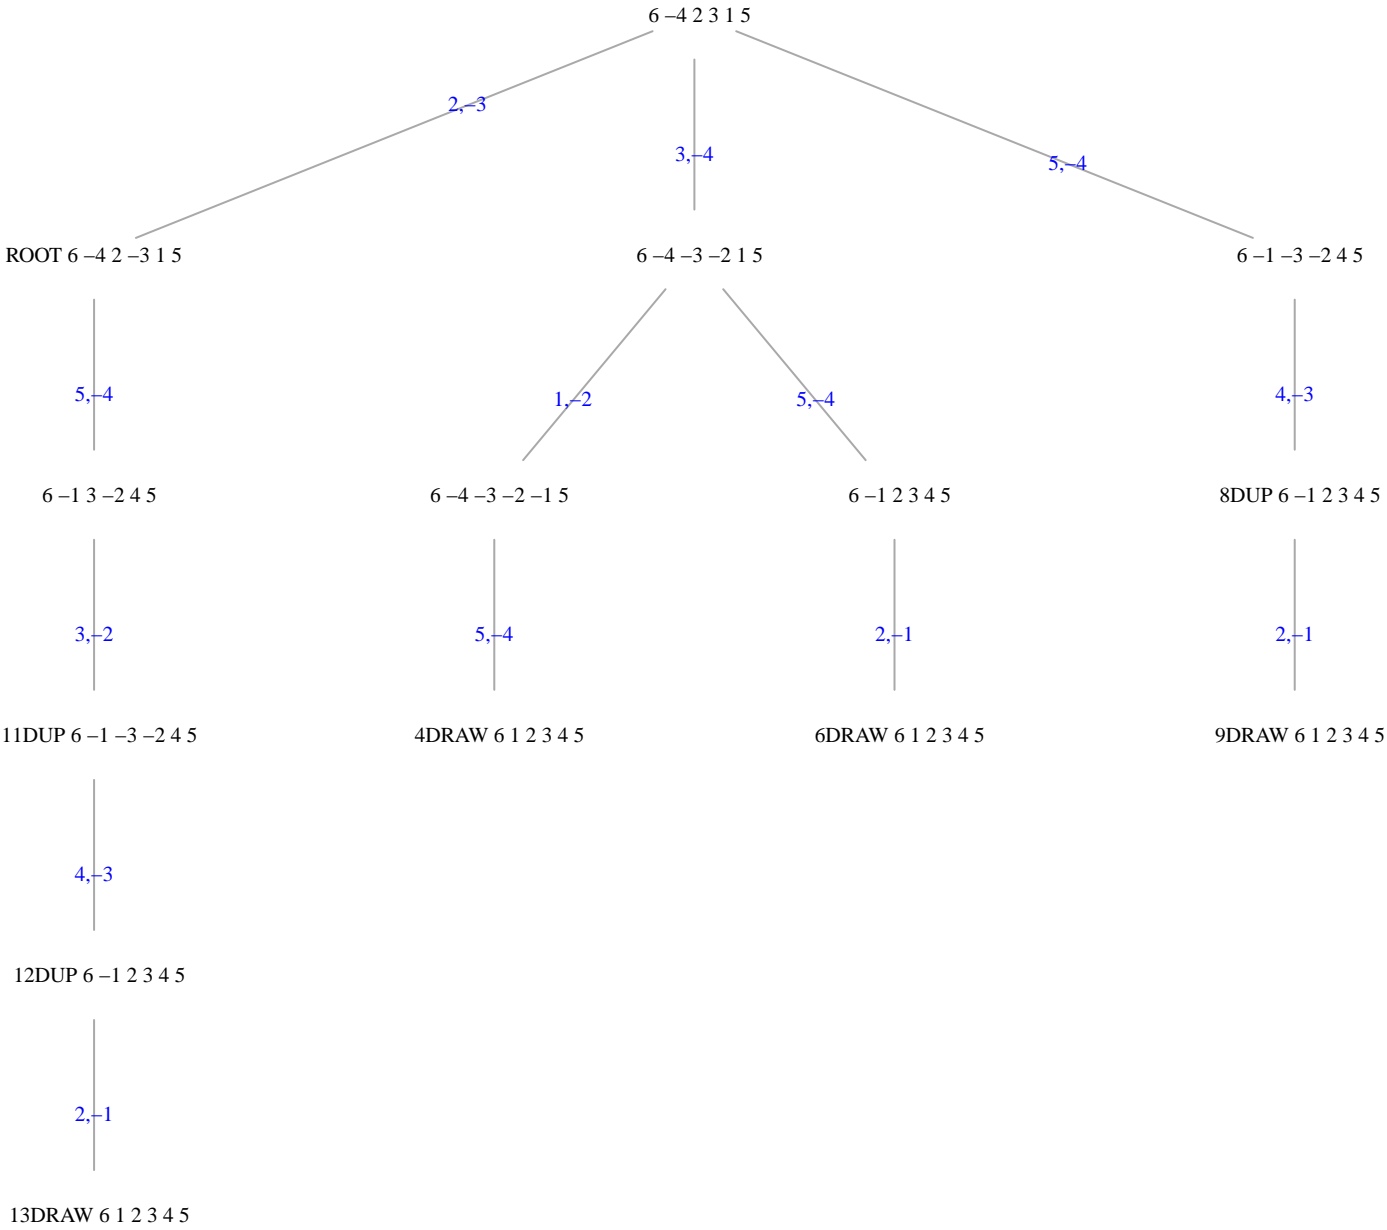 6 –4 2 3 1 5
2,–3
3,–4
5,–4
ROOT 6 –4 2 –3 1 5
6 –4 –3 –2 1 5
6 –1 –3 –2 4 5
5,–4
1,–2
5,–4
4,–3
6 –1 3 –2 4 5
6 –4 –3 –2 –1 5
6 –1 2 3 4 5
8DUP 6 –1 2 3 4 5
3,–2
5,–4
2,–1
2,–1
11DUP 6 –1 –3 –2 4 5
4DRAW 6 1 2 3 4 5
6DRAW 6 1 2 3 4 5
9DRAW 6 1 2 3 4 5
4,–3
12DUP 6 –1 2 3 4 5
2,–1
13DRAW 6 1 2 3 4 5